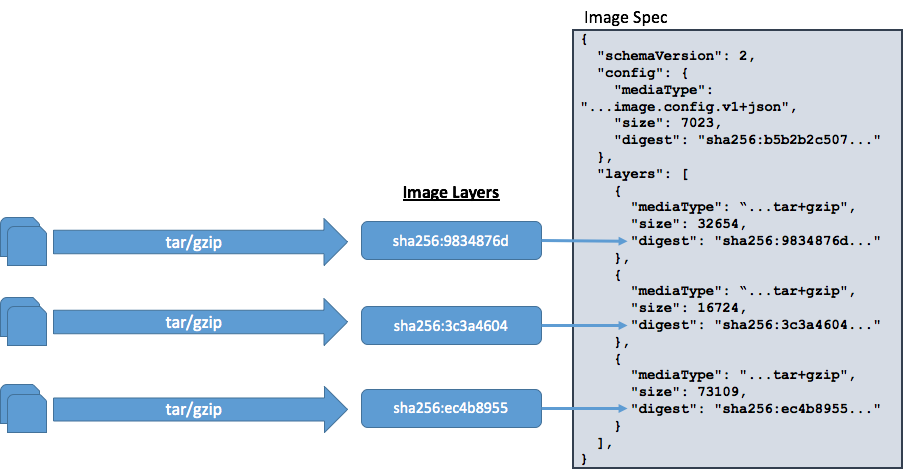 Image Spec
{
"schemaVersion": 2,
"config": {
"mediaType":
"...image.config.v1+json",
"size": 7023,
"digest": "sha256:b5b2b2c507..."
},
"layers": [
{
"mediaType": “...tar+gzip",
"size": 32654,
"digest": "sha256:9834876d..."
},
{
"mediaType": “...tar+gzip",
"size": 16724,
"digest": "sha256:3c3a4604..."
},
{
"mediaType": "...tar+gzip",
"size": 73109,
"digest": "sha256:ec4b8955..."
}
],
}
Image Layers
tar/gzip
sha256:9834876d
tar/gzip
sha256:3c3a4604
tar/gzip
sha256:ec4b8955